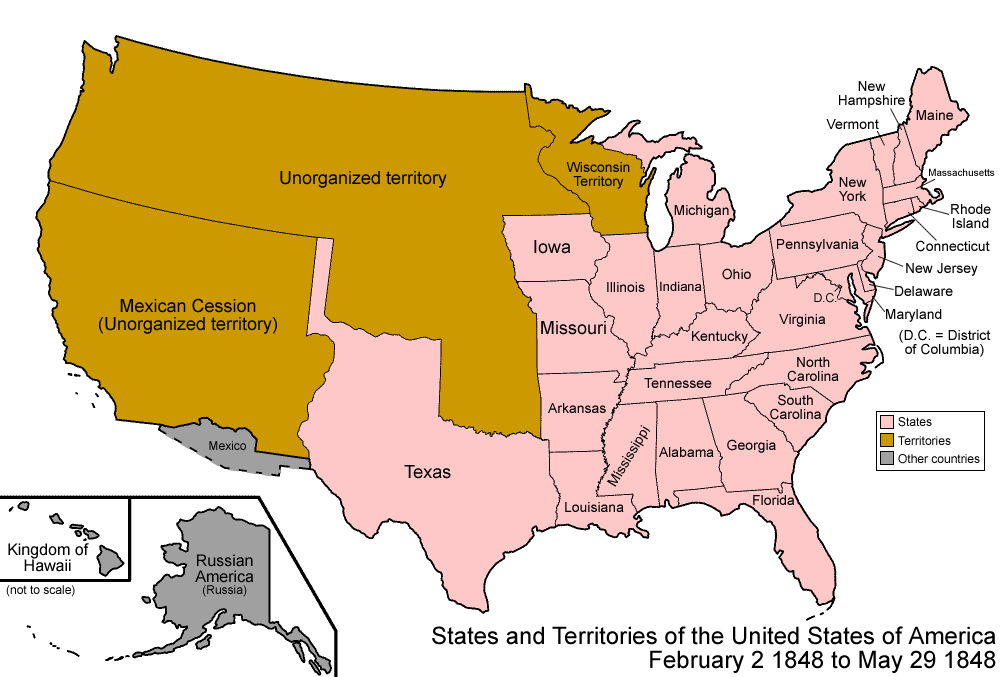 New
Hampshire
Maine
Vermont
Massachusetts
Unorganized territory
Wisconsin
Territory
New
York
Michigan
Rhode
Island
Connecticut
Iowa
Pennsylvania
New Jersey
Ohio
Illinois
Indiana
Delaware
Mexican Cession
(Unorganized territory)
D.C.
Maryland
Virginia
(D.C. = District
of Columbia)
Missouri
Kentucky
North
Carolina
Tennessee
South
Carolina
Arkansas
States
Mexico
Mississippi
Alabama
Georgia
Territories
Other countries
Texas
Louisiana
Florida
Kingdom of
Hawaii
(not to scale)
Russian
America
(Russia)
States and Territories of the United States of America
February 2 1848 to May 29 1848